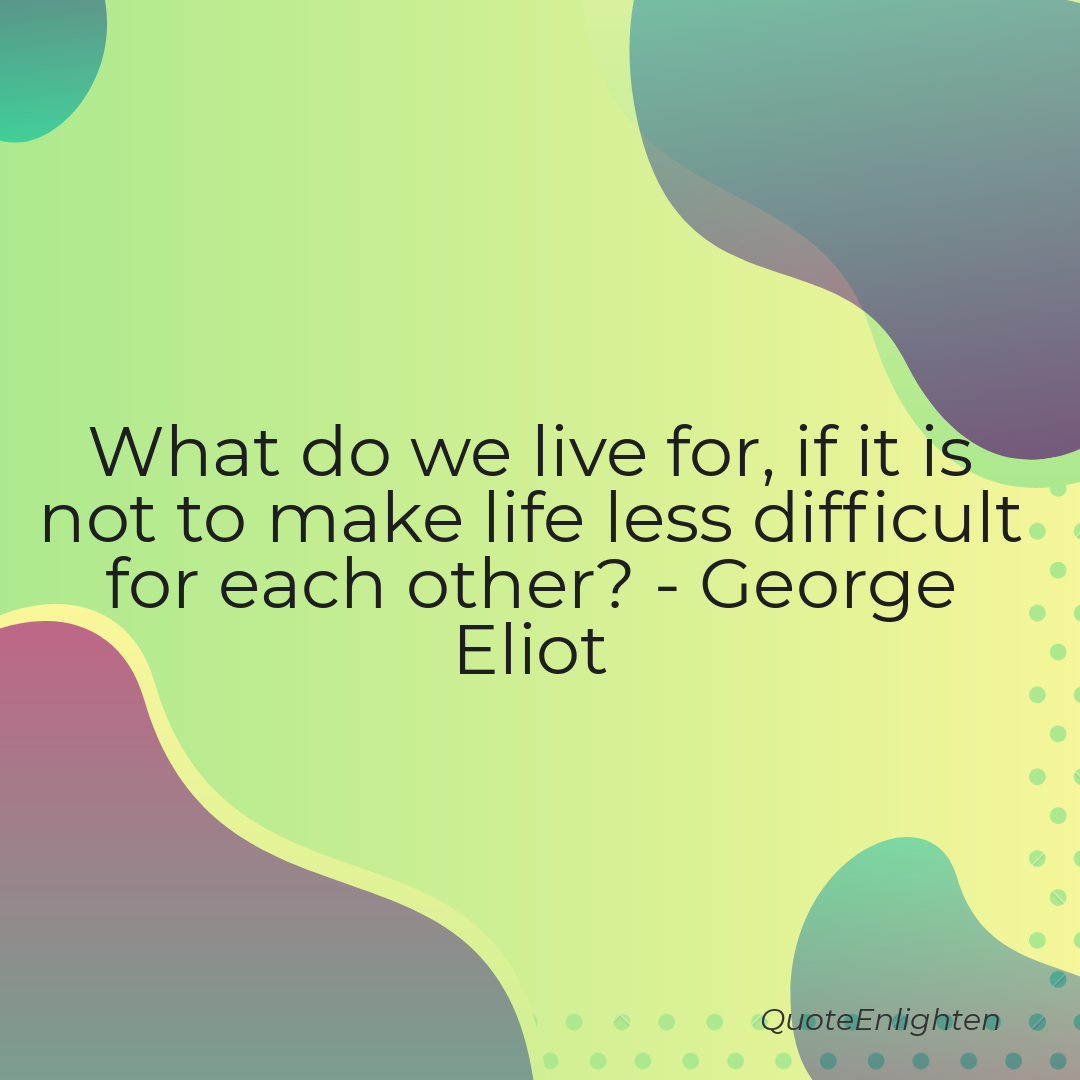 What do we live for, if it is
not to make life less difficult
for each other? - George
Eliot
QuoteEnlighten